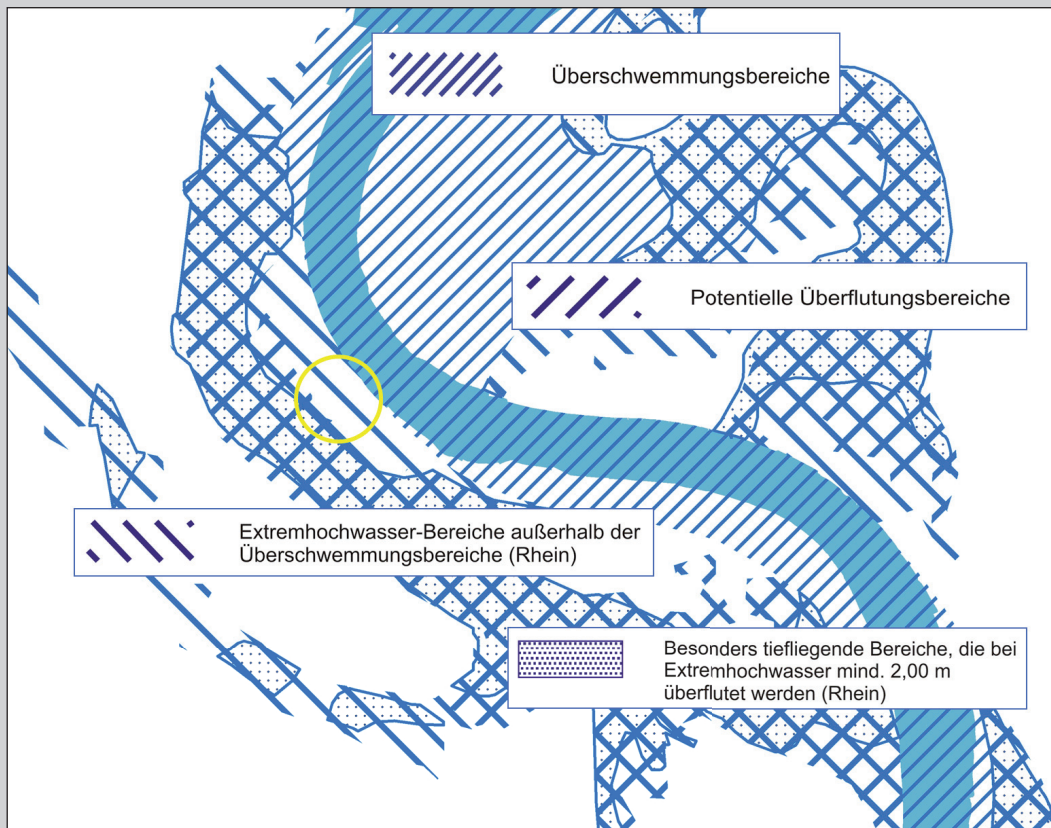 Überschwemmungsbereiche
Potentielle Überflutungsbereiche
Extremhochwasser-Bereiche außerhalb der
Überschwemmungsbereiche (Rhein)
Besonders tiefliegende Bereiche, die bei
Extremhochwasser mind. 2,00 m
überflutet werden (Rhein)